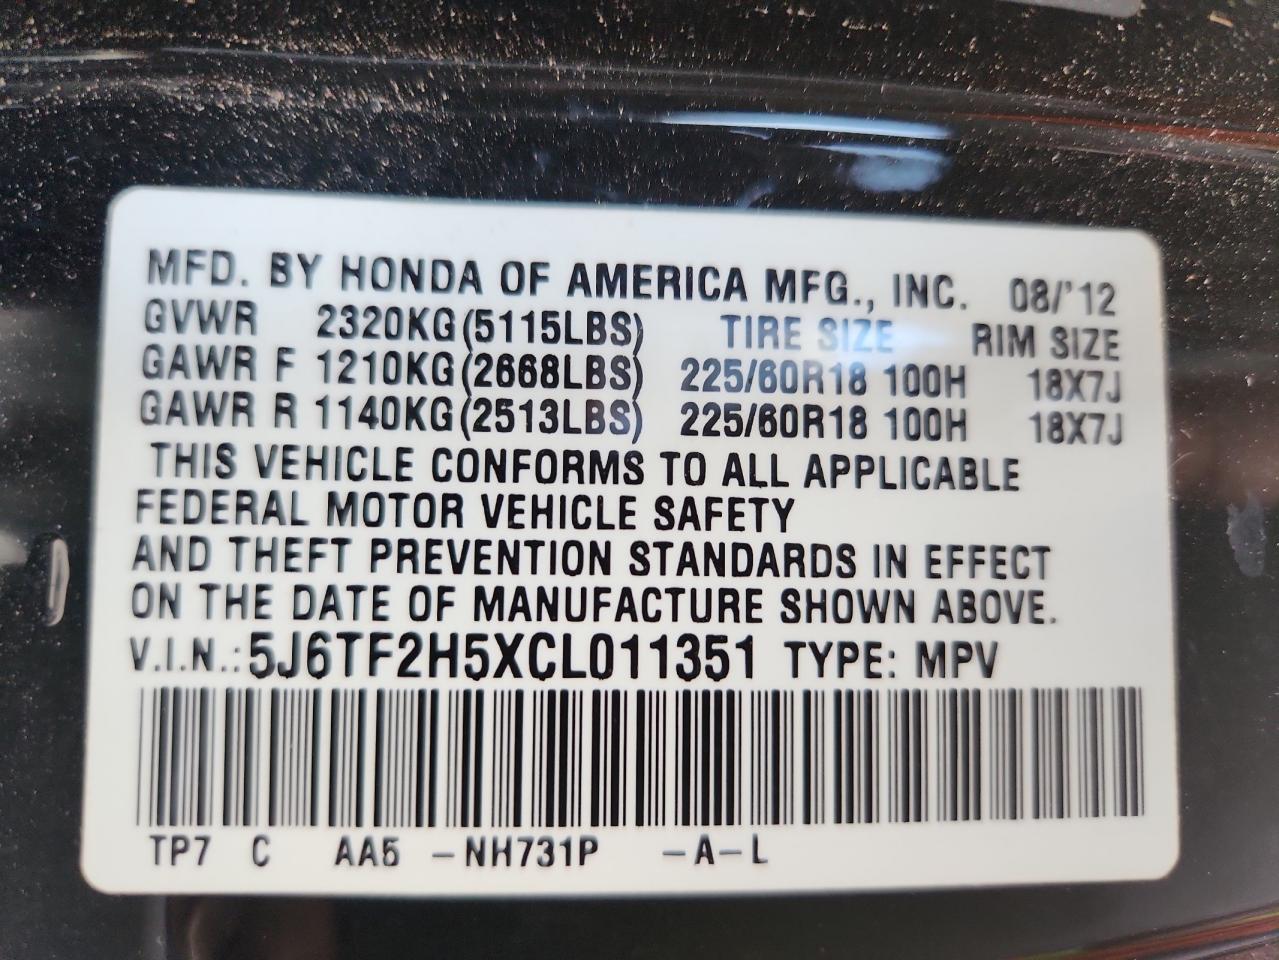 MFD. BY HONDA OF AMERICA MFG., INC. 08/'12
GVWR 2320KG(5115LBS) TIRE SIZE RIM SIZE
GAWR F 1210KG(2668LBS) 225/60R18 100H 18X7J
GAWR R 1140KG(2513LBS) 225/60R18 100H 18X7J
THIS VEHICLE CONFORMS TO ALL APPLICABLE
FEDERAL MOTOR VEHICLE SAFETY
AND THEFT PREVENTION STANDARDS IN EFFECT
ON THE DATE OF MANUFACTURE SHOWN ABOVE.
V.I.N.:5J6TF2H5XCL011351 TYPE: MPV
TP7 C AA5 -NH731P -A-L